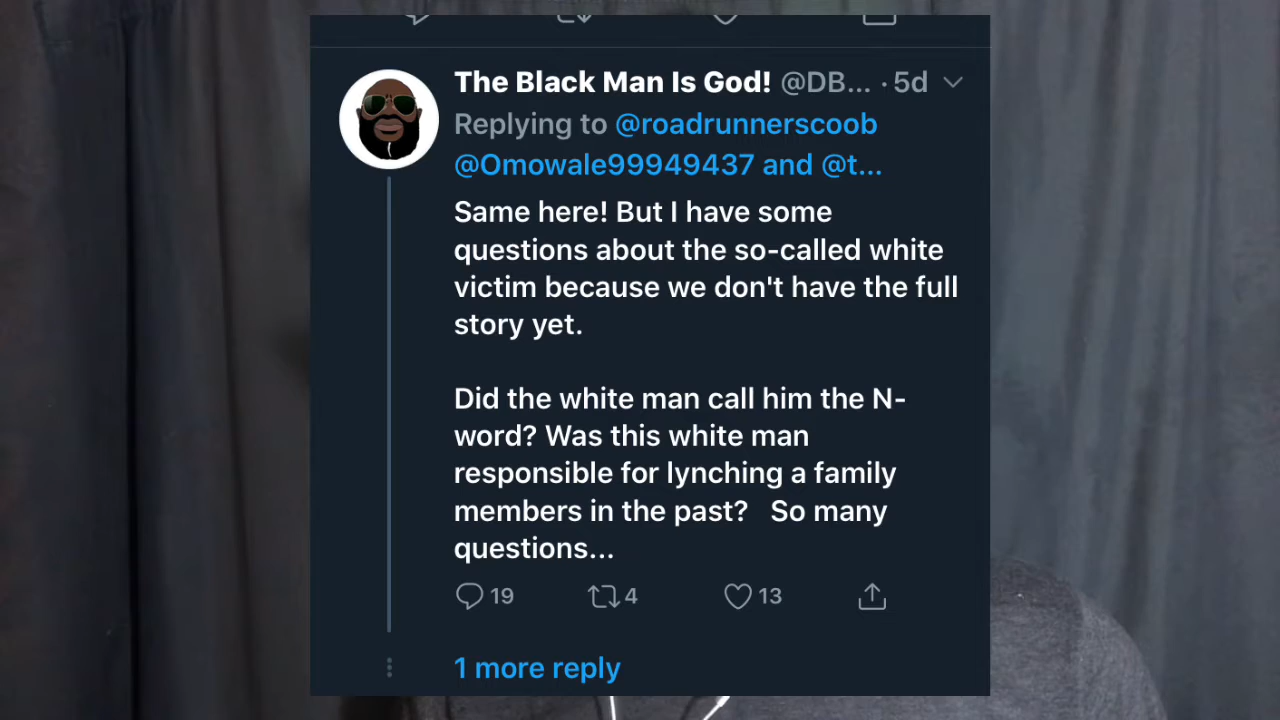 The Black Man Is God! @DB... · 5d
Replying to @roadrunnerscoob
@Omowale99949437 and @t...
Same here! But I have some
questions about the so-called white
victim because we don't have the full
story yet.
Did the white man call him the N-
word? Was this white man
responsible for lynching a family
members in the past?   So many
questions...
19 4 13
1 more reply